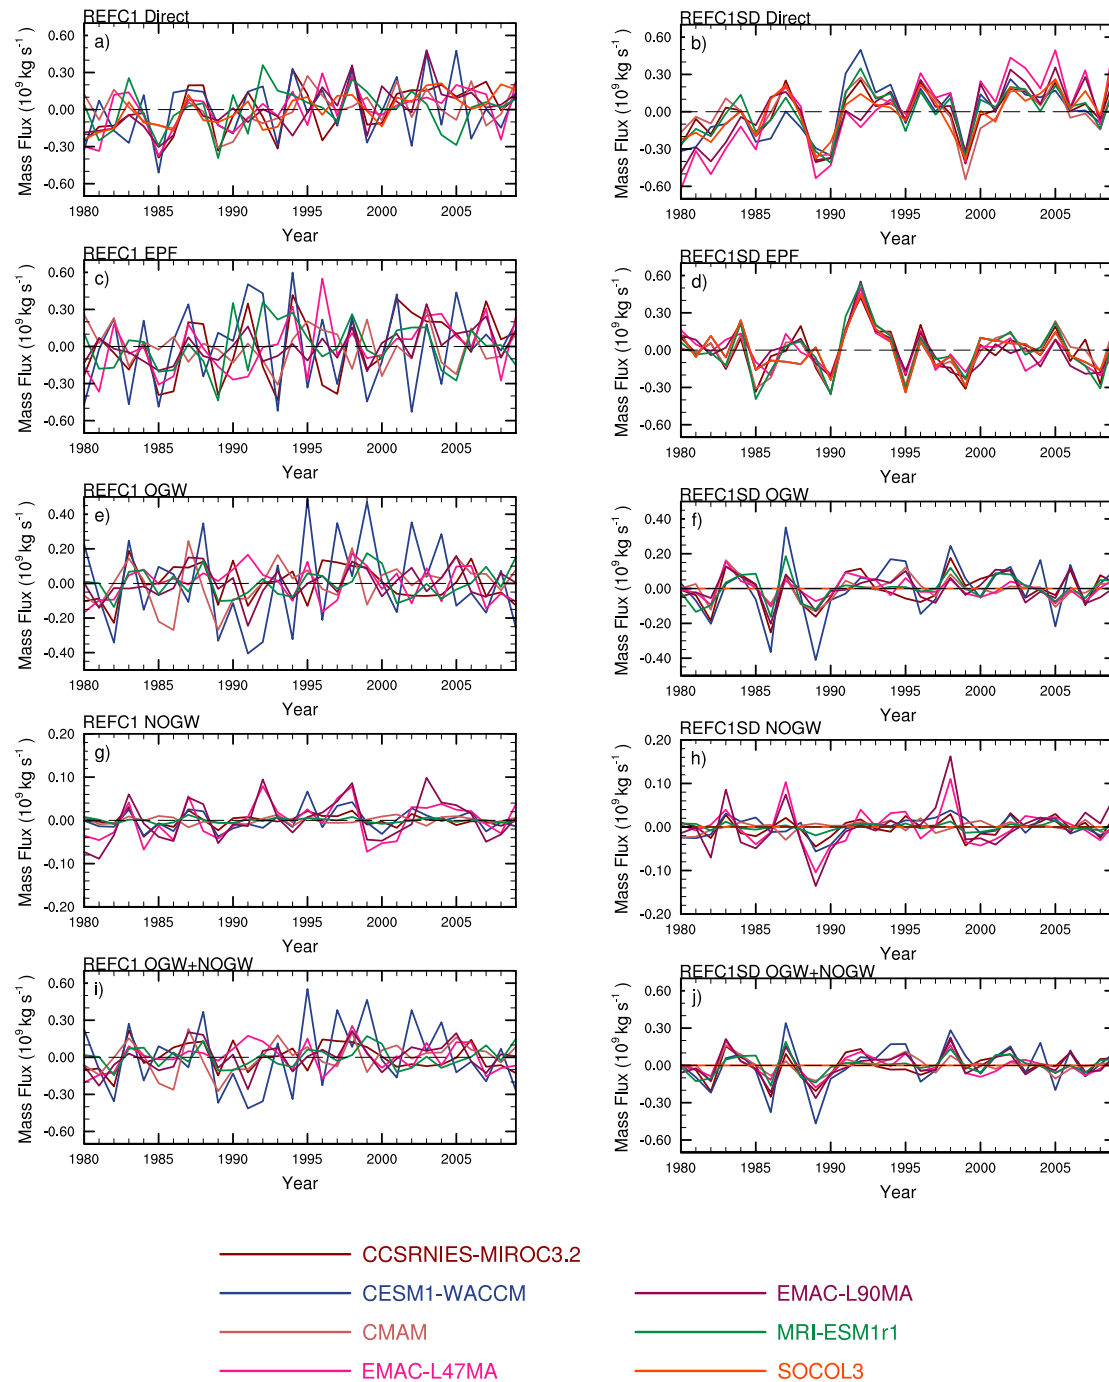 REFC1 Direct
a)
Mass Flux (10⁹ kg s⁻¹)
0.60
0.30
0.00
-0.30
-0.60
1980 1985 1990 1995 2000 2005
Year
REFC1SD Direct
b)
Mass Flux (10⁹ kg s⁻¹)
0.60
0.30
0.00
-0.30
-0.60
1980 1985 1990 1995 2000 2005
Year
REFC1 EPF
c)
Mass Flux (10⁹ kg s⁻¹)
0.60
0.30
0.00
-0.30
-0.60
1980 1985 1990 1995 2000 2005
Year
REFC1SD EPF
d)
Mass Flux (10⁹ kg s⁻¹)
0.60
0.30
0.00
-0.30
-0.60
1980 1985 1990 1995 2000 2005
Year
REFC1 OGW
e)
Mass Flux (10⁹ kg s⁻¹)
0.40
0.20
0.00
-0.20
-0.40
1980 1985 1990 1995 2000 2005
Year
REFC1SD OGW
f)
Mass Flux (10⁹ kg s⁻¹)
0.40
0.20
0.00
-0.20
-0.40
1980 1985 1990 1995 2000 2005
Year
REFC1 NOGW
g)
Mass Flux (10⁹ kg s⁻¹)
0.20
0.10
0.00
-0.10
-0.20
1980 1985 1990 1995 2000 2005
Year
REFC1SD NOGW
h)
Mass Flux (10⁹ kg s⁻¹)
0.20
0.10
0.00
-0.10
-0.20
1980 1985 1990 1995 2000 2005
Year
REFC1 OGW+NOGW
i)
Mass Flux (10⁹ kg s⁻¹)
0.60
0.30
0.00
-0.30
-0.60
1980 1985 1990 1995 2000 2005
Year
REFC1SD OGW+NOGW
j)
Mass Flux (10⁹ kg s⁻¹)
0.60
0.30
0.00
-0.30
-0.60
1980 1985 1990 1995 2000 2005
Year
CCSRNIES-MIROC3.2
CESM1-WACCM
CMAM
EMAC-L47MA
EMAC-L90MA
MRI-ESM1r1
SOCOL3